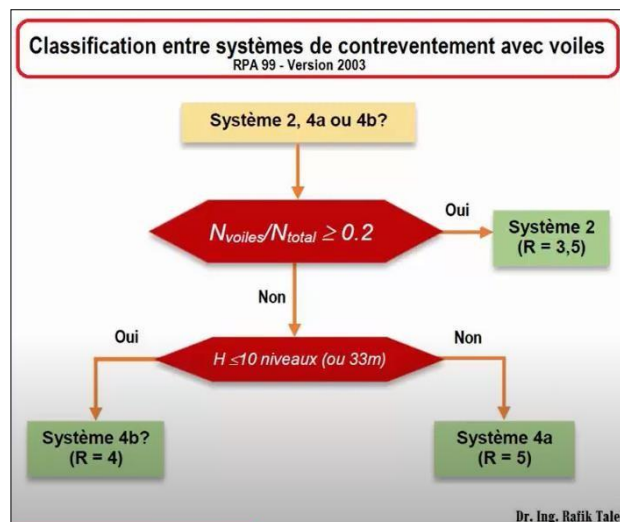 Classification entre systèmes de contreventement avec voiles
RPA 99 - Version 2003
Système 2, 4a ou 4b?
N_voiles/N_total ≥ 0.2
Oui
Système 2
(R = 3,5)
Non
Oui
H ≤10 niveaux (ou 33m)
Non
Système 4b?
(R = 4)
Système 4a
(R = 5)
Dr. Ing. Rafik Tale